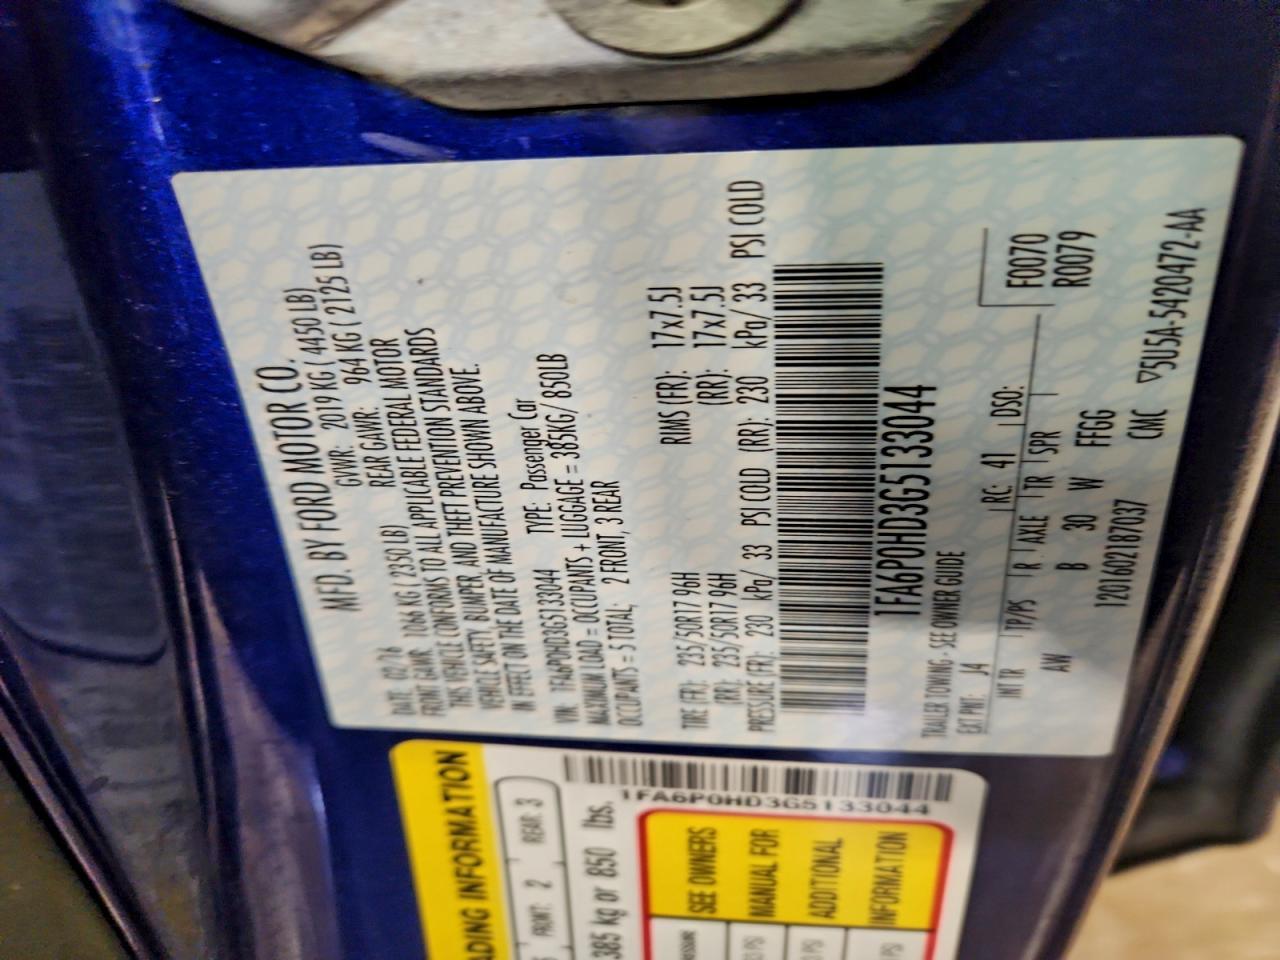 MFD. BY FORD MOTOR CO.
DATE: 02/16 GVWR: 2019 KG ( 4450 LB)
FRONT GAWR: 1066 KG ( 2350 LB) REAR GAWR: 964 KG ( 2125 LB)
THIS VEHICLE CONFORMS TO ALL APPLICABLE FEDERAL MOTOR
VEHICLE SAFETY, BUMPER, AND THEFT PREVENTION STANDARDS
IN EFFECT ON THE DATE OF MANUFACTURE SHOWN ABOVE.
VIN: 1FA6P0HD3G5133044 TYPE: Passenger Car
MAXIMUM LOAD = OCCUPANTS + LUGGAGE = 385KG/ 850LB
OCCUPANTS = 5 TOTAL; 2 FRONT, 3 REAR
TIRE FR): 235/50R17 96H RIMS (FR): 17x7.5J
(RR): 235/50R17 96H (RR): 17x7.5J
PRESSURE FR): 230 kPa/ 33 PSI COLD (RR): 230 kPa/ 33 PSI COLD
1FA6P0HD3G5133044
TRAILER TOWING - SEE OWNER GUIDE
EXT PNT: J4 RC: 41 DSO: F0070
INT TR TP/PS R AXLE TR SPR R0079
AW B 30 W FFGG
1201602187037 CMC ▽5U5A-5420472-AA
ADING INFORMATION
FRONT: 2 REAR: 3
385 kg or 850 lbs.
1FA6P0HD3G5133044
SEE OWNERS
MANUAL FOR
ADDITIONAL
INFORMATION